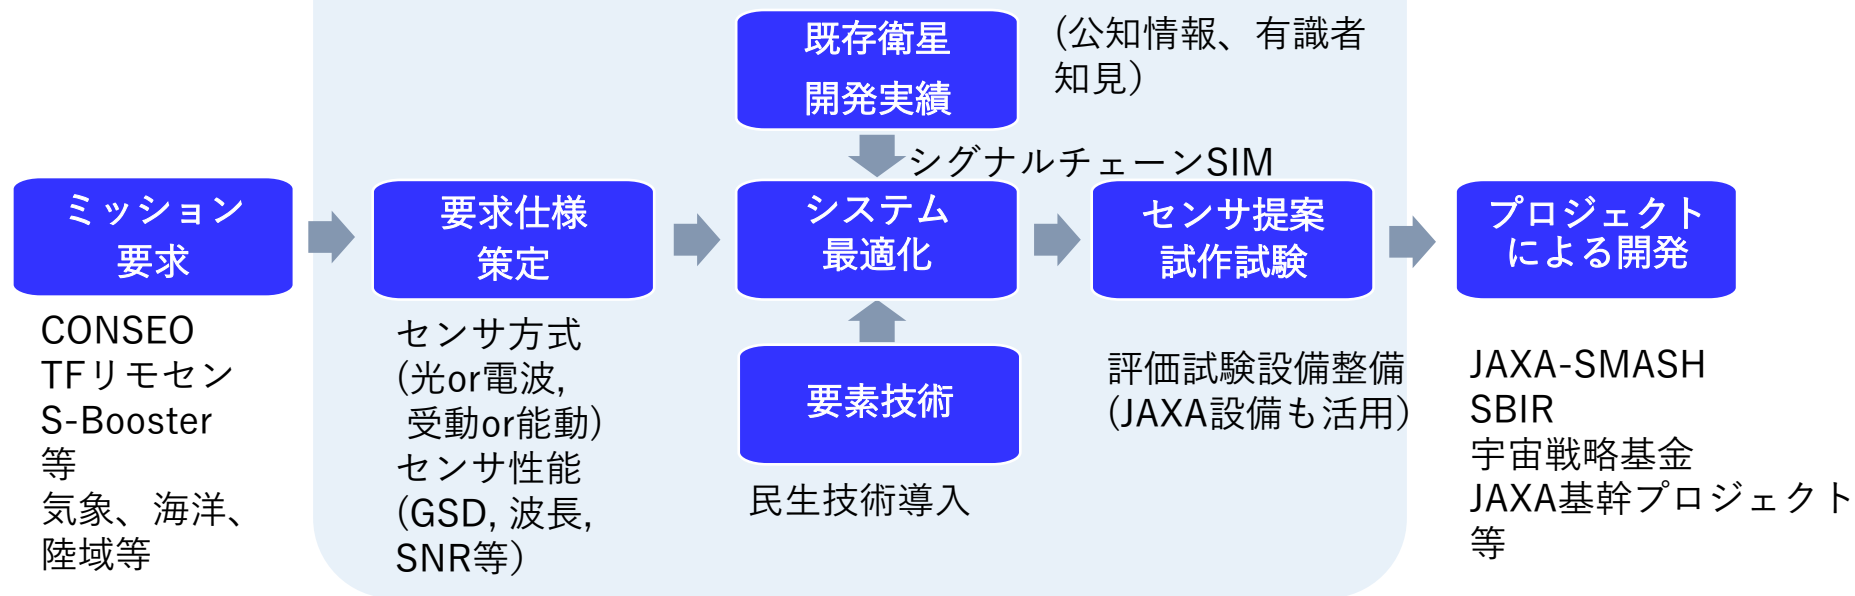 既存衛星
開発実績
(公知情報、有識者
知見）
シグナルチェーンSIM
ミッション
要求
要求仕様
策定
システム
最適化
センサ提案
試作試験
プロジェクト
による開発
CONSEO
TFリモセン
S-Booster
等
気象、海洋、
陸域等
センサ方式
(光or電波,
受動or能動）
センサ性能
(GSD, 波長,
SNR等）
要素技術
民生技術導入
評価試験設備整備
(JAXA設備も活用）
JAXA-SMASH
SBIR
宇宙戦略基金
JAXA基幹プロジェクト
等